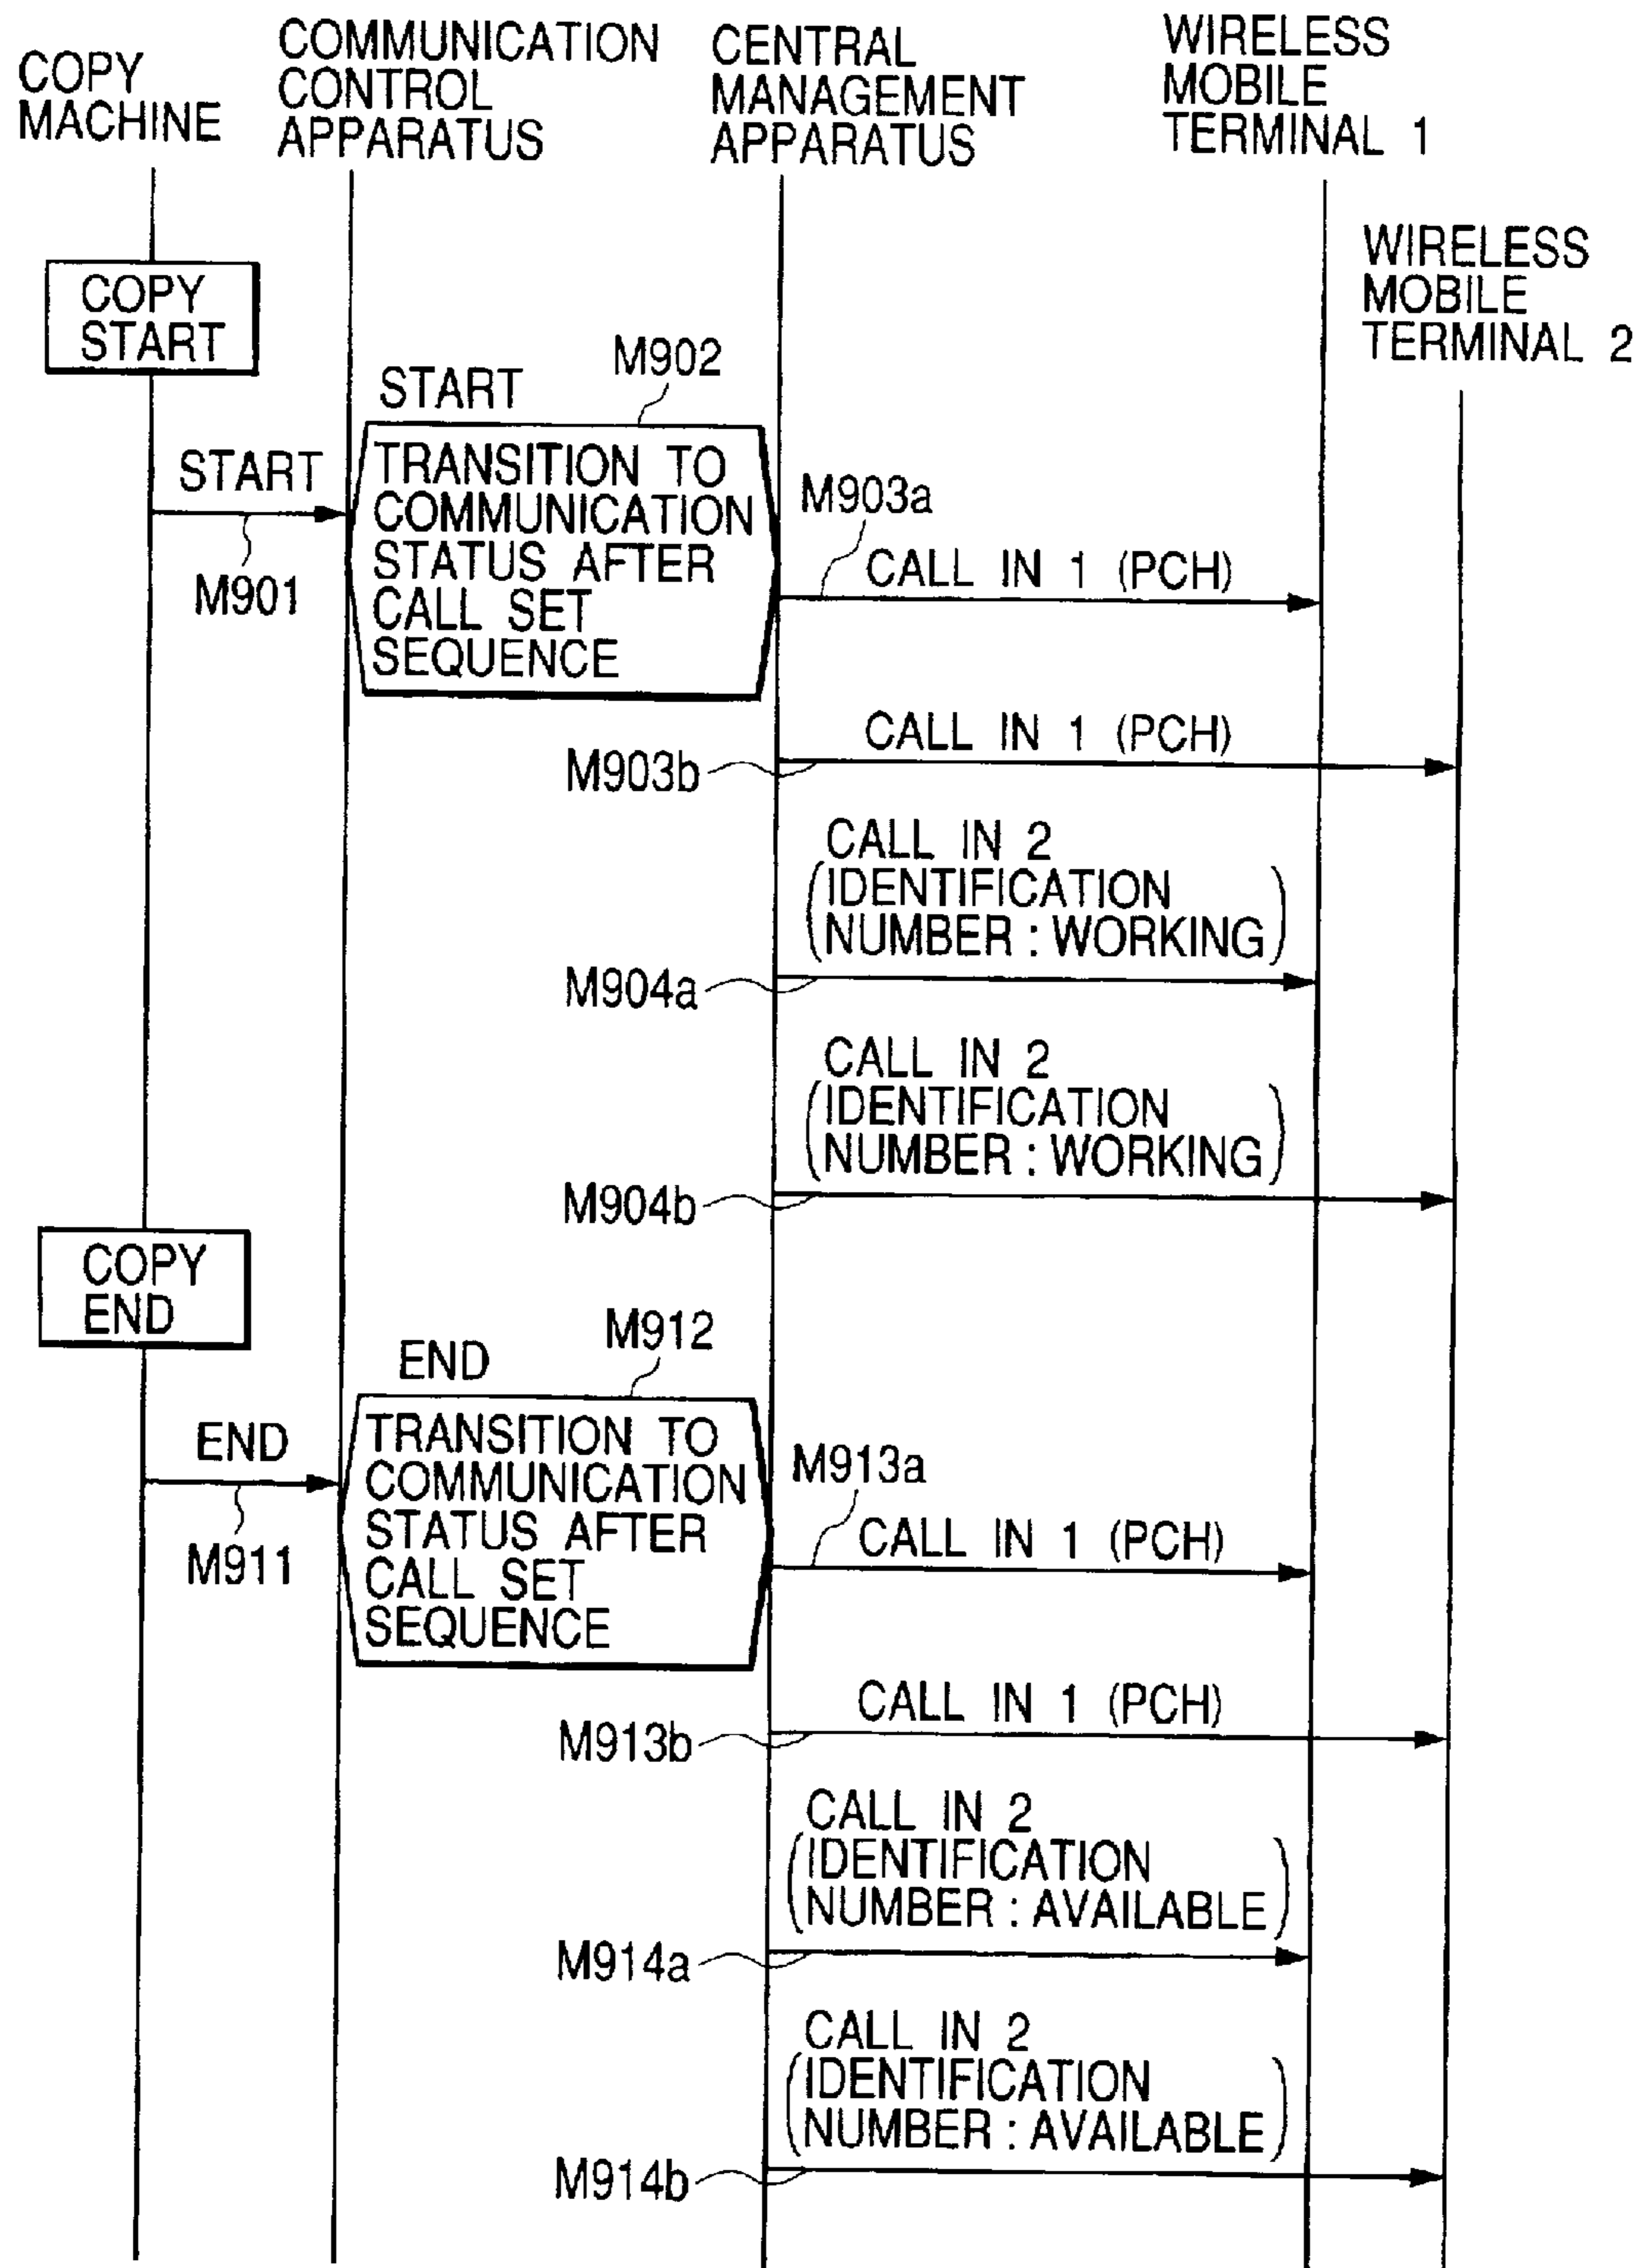 COPY
MACHINE
COMMUNICATION
CONTROL
APPARATUS
CENTRAL
MANAGEMENT
APPARATUS
WIRELESS
MOBILE
TERMINAL 1
WIRELESS
MOBILE
TERMINAL 2
COPY
START
START
M902
START
M901
TRANSITION TO
COMMUNICATION
STATUS AFTER
CALL SET
SEQUENCE
M903a
CALL IN 1 (PCH)
CALL IN 1 (PCH)
M903b
CALL IN 2
(IDENTIFICATION
NUMBER : WORKING)
M904a
CALL IN 2
(IDENTIFICATION
NUMBER : WORKING)
M904b
COPY
END
END
M912
END
M911
TRANSITION TO
COMMUNICATION
STATUS AFTER
CALL SET
SEQUENCE
M913a
CALL IN 1 (PCH)
CALL IN 1 (PCH)
M913b
CALL IN 2
(IDENTIFICATION
NUMBER : AVAILABLE)
M914a
CALL IN 2
(IDENTIFICATION
NUMBER : AVAILABLE)
M914b